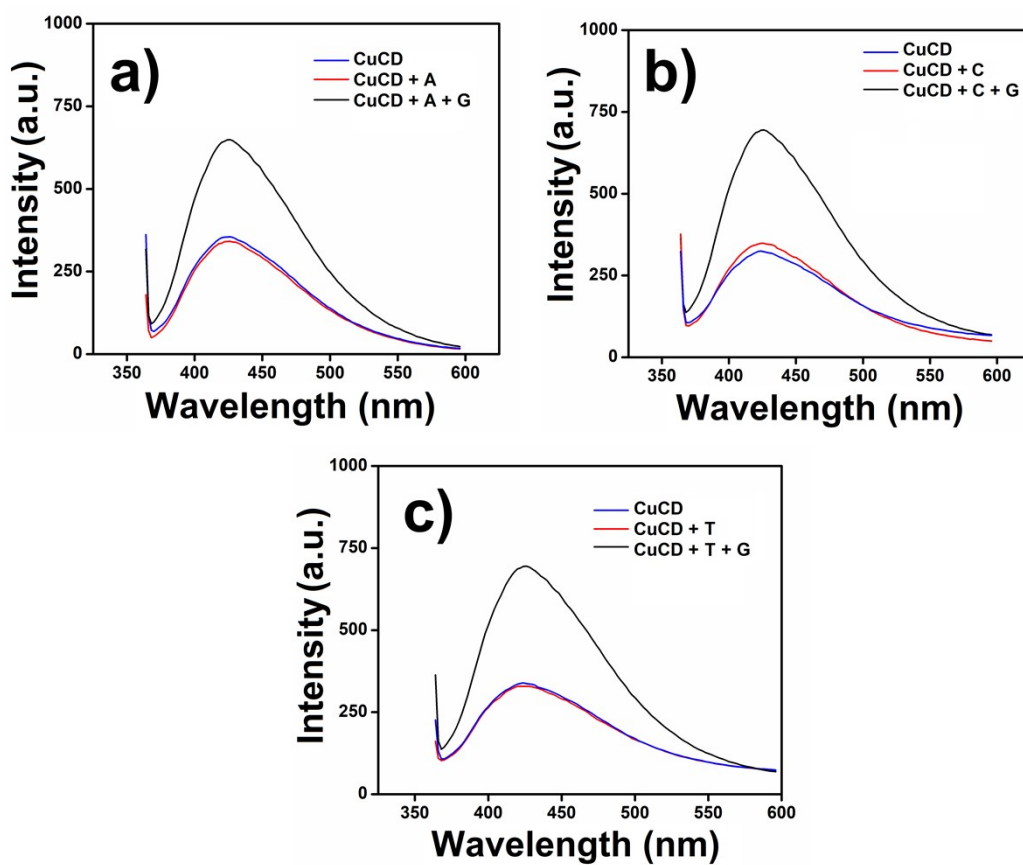 a)
CuCD
CuCD + A
CuCD + A + G
1000
750
500
250
0
Intensity (a.u.)
350 400 450 500 550 600
Wavelength (nm)
b)
CuCD
CuCD + C
CuCD + C + G
1000
750
500
250
0
Intensity (a.u.)
350 400 450 500 550 600
Wavelength (nm)
c)
CuCD
CuCD + T
CuCD + T + G
1000
750
500
250
0
Intensity (a.u.)
350 400 450 500 550 600
Wavelength (nm)